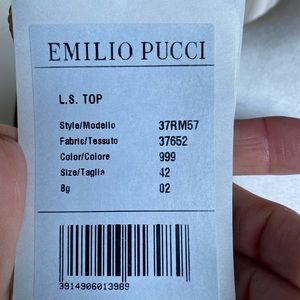 EMILIO PUCCI
L.S. TOP
Style/Modello 37RM57
Fabric/Tessuto 37652
Color/Colore 999
Size/Taglia 42
8g 02
3914906013989